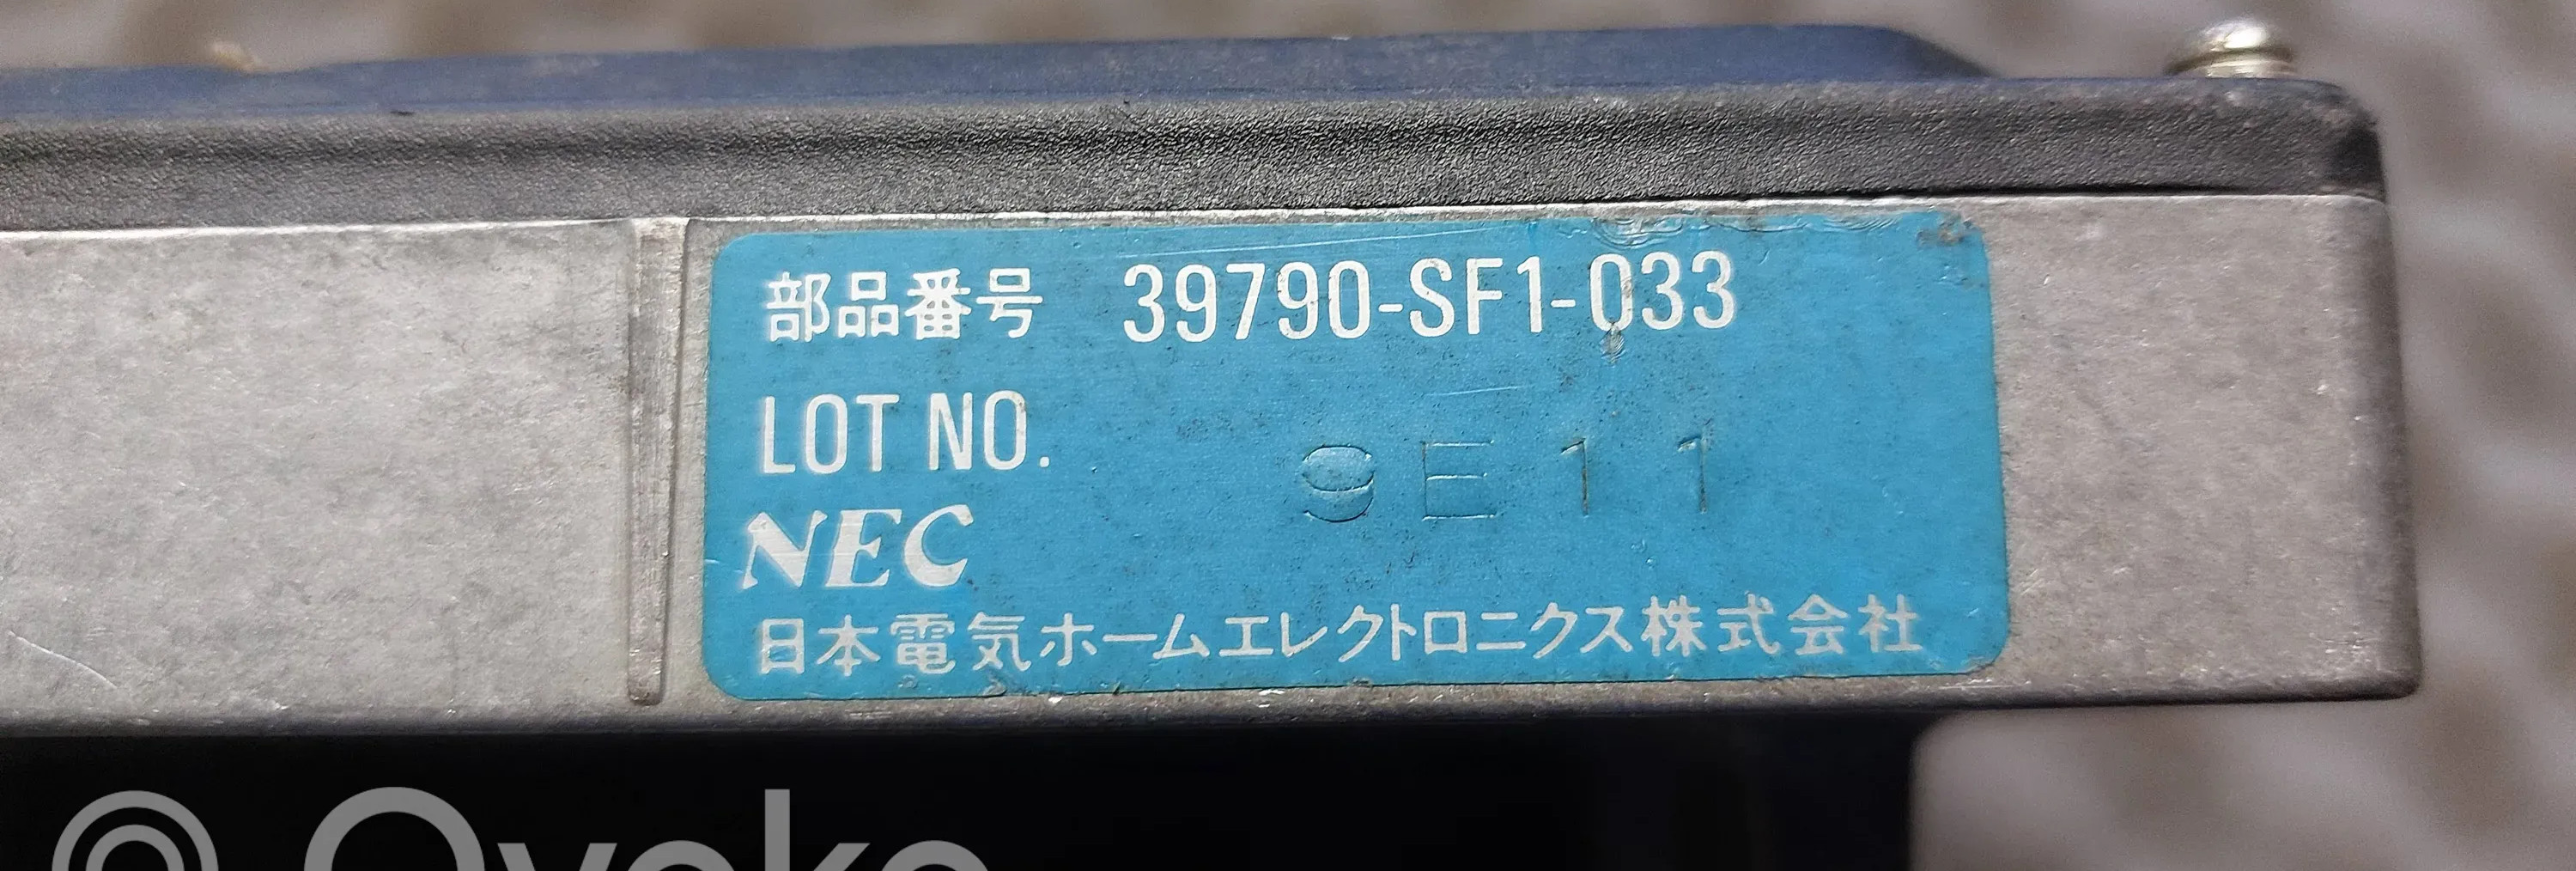 部品番号 39790-SF1-033
LOT NO. 9E11
NEC
日本電気ホームエレクトロニクス株式会社